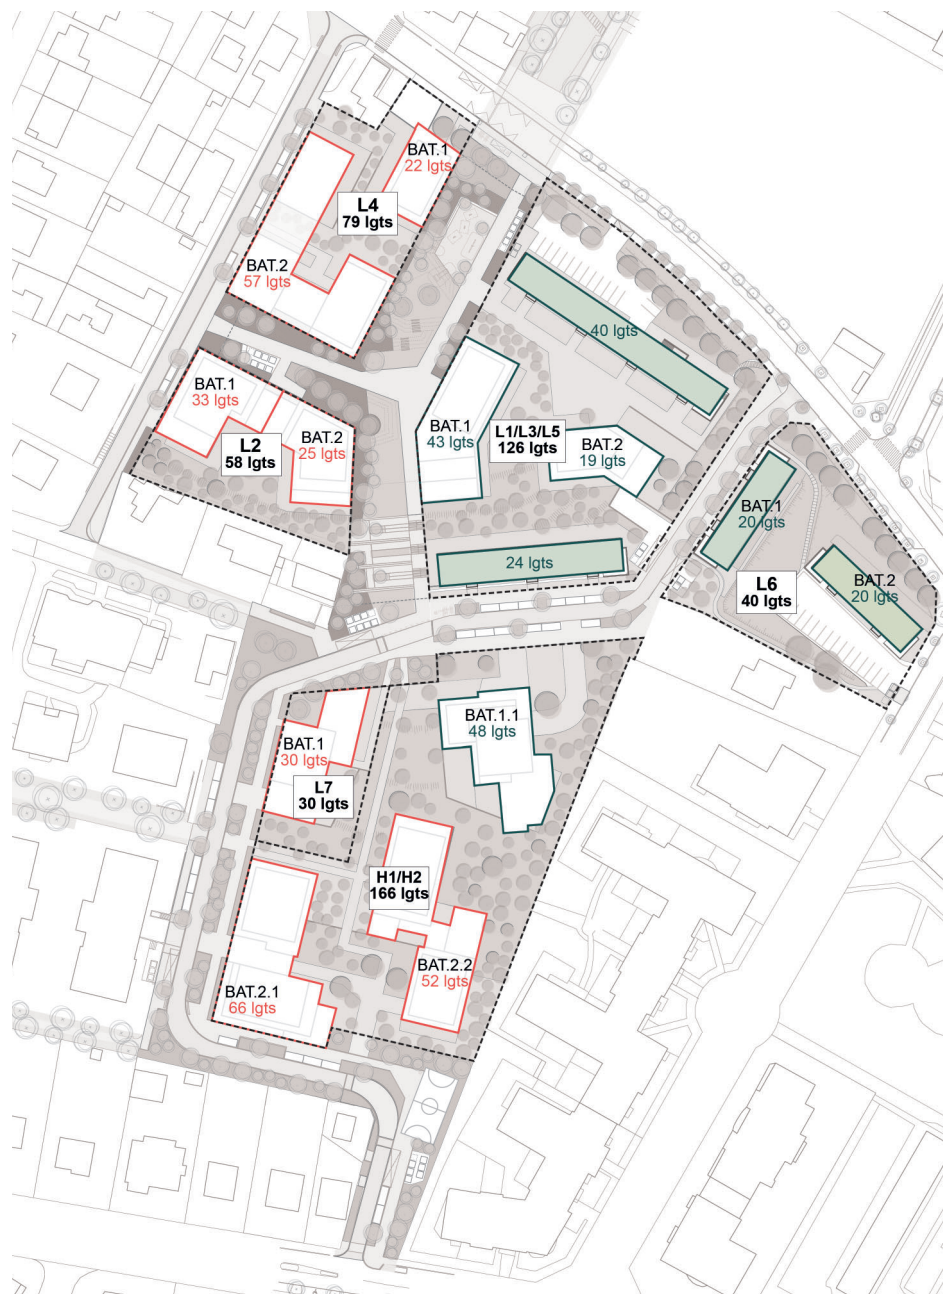 BAT.1
22 lgts
L4
79 lgts
BAT.2
57 lgts
40 lgts
BAT.1
33 lgts
L2
58 lgts
BAT.2
25 lgts
BAT.1
43 lgts
L1/L3/L5
126 lgts
BAT.2
19 lgts
24 lgts
BAT.1
20 lgts
L6
40 lgts
BAT.2
20 lgts
BAT.1
30 lgts
L7
30 lgts
BAT.1.1
48 lgts
H1/H2
166 lgts
BAT.2.2
52 lgts
BAT.2.1
66 lgts